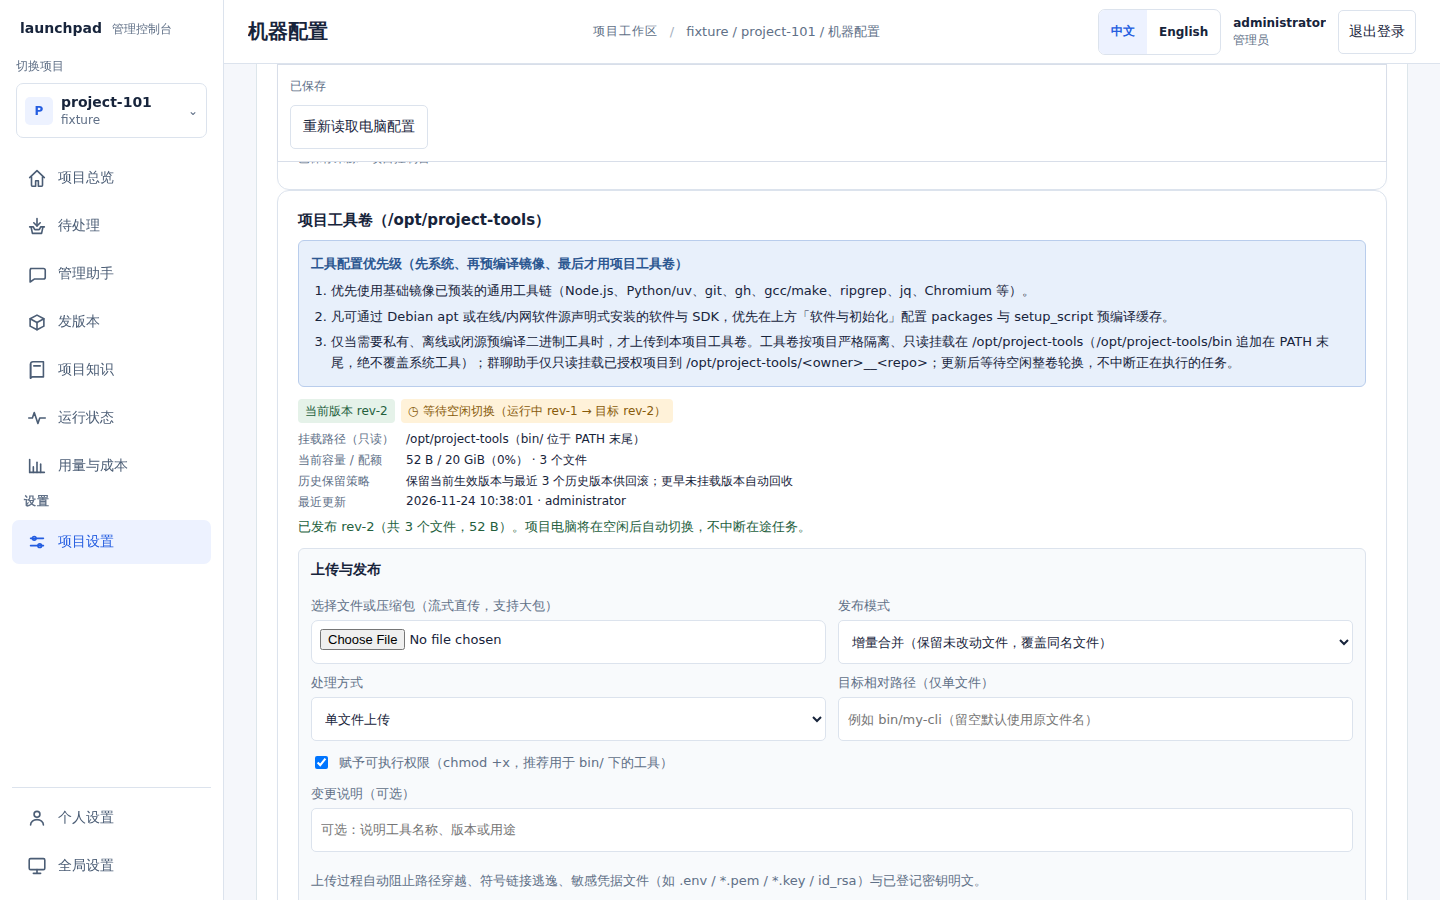 launchpad 管理控制台
切换项目
P
project-101
fixture
项目总览
待处理
管理助手
发版本
项目知识
运行状态
用量与成本
设置
项目设置
个人设置
全局设置
机器配置
项目工作区 / fixture / project-101 / 机器配置
中文
English
administrator
管理员
退出登录
已保存
重新读取电脑配置
项目工具卷（/opt/project-tools）
工具配置优先级（先系统、再预编译镜像、最后才用项目工具卷）
1. 优先使用基础镜像已预装的通用工具链（Node.js、Python/uv、git、gh、gcc/make、ripgrep、jq、Chromium 等）。
2. 凡可通过 Debian apt 或在线/内网软件源声明式安装的软件与 SDK，优先在上方「软件与初始化」配置 packages 与 setup_script 预编译缓存。
3. 仅当需要私有、离线或闭源预编译二进制工具时，才上传到本项目工具卷。工具卷按项目严格隔离、只读挂载在 /opt/project-tools（/opt/project-tools/bin 追加在 PATH 末
尾，绝不覆盖系统工具）；群聊助手仅只读挂载已授权项目到 /opt/project-tools/<owner>__<repo>；更新后等待空闲整卷轮换，不中断正在执行的任务。
当前版本 rev-2
◷ 等待空闲切换（运行中 rev-1 → 目标 rev-2）
挂载路径（只读） /opt/project-tools（bin/ 位于 PATH 末尾）
当前容量 / 配额 52 B / 20 GiB（0%） · 3 个文件
历史保留策略 保留当前生效版本与最近 3 个历史版本供回滚；更早未挂载版本自动回收
最近更新 2026-11-24 10:38:01 · administrator
已发布 rev-2（共 3 个文件，52 B）。项目电脑将在空闲后自动切换，不中断在途任务。
上传与发布
选择文件或压缩包（流式直传，支持大包）
Choose File No file chosen
发布模式
增量合并（保留未改动文件，覆盖同名文件）
处理方式
单文件上传
目标相对路径（仅单文件）
例如 bin/my-cli（留空默认使用原文件名）
赋予可执行权限（chmod +x，推荐用于 bin/ 下的工具）
变更说明（可选）
可选：说明工具名称、版本或用途
上传过程自动阻止路径穿越、符号链接逃逸、敏感凭据文件（如 .env / *.pem / *.key / id_rsa）与已登记密钥明文。